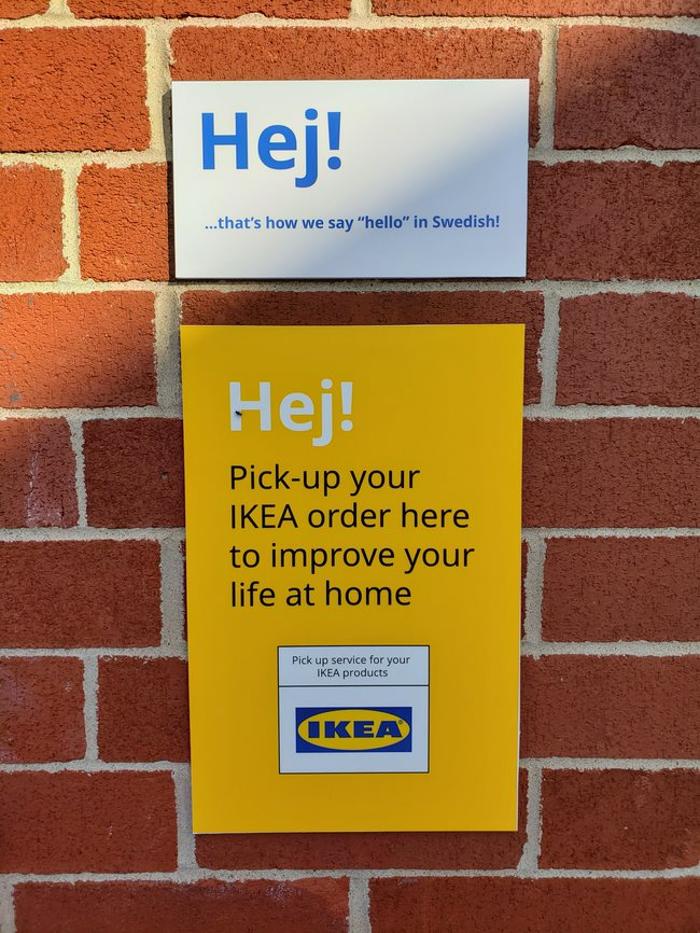 Hej!
...that’s how we say “hello” in Swedish!
Hej!
Pick-up your
IKEA order here
to improve your
life at home
Pick up service for your
IKEA products
IKEA®